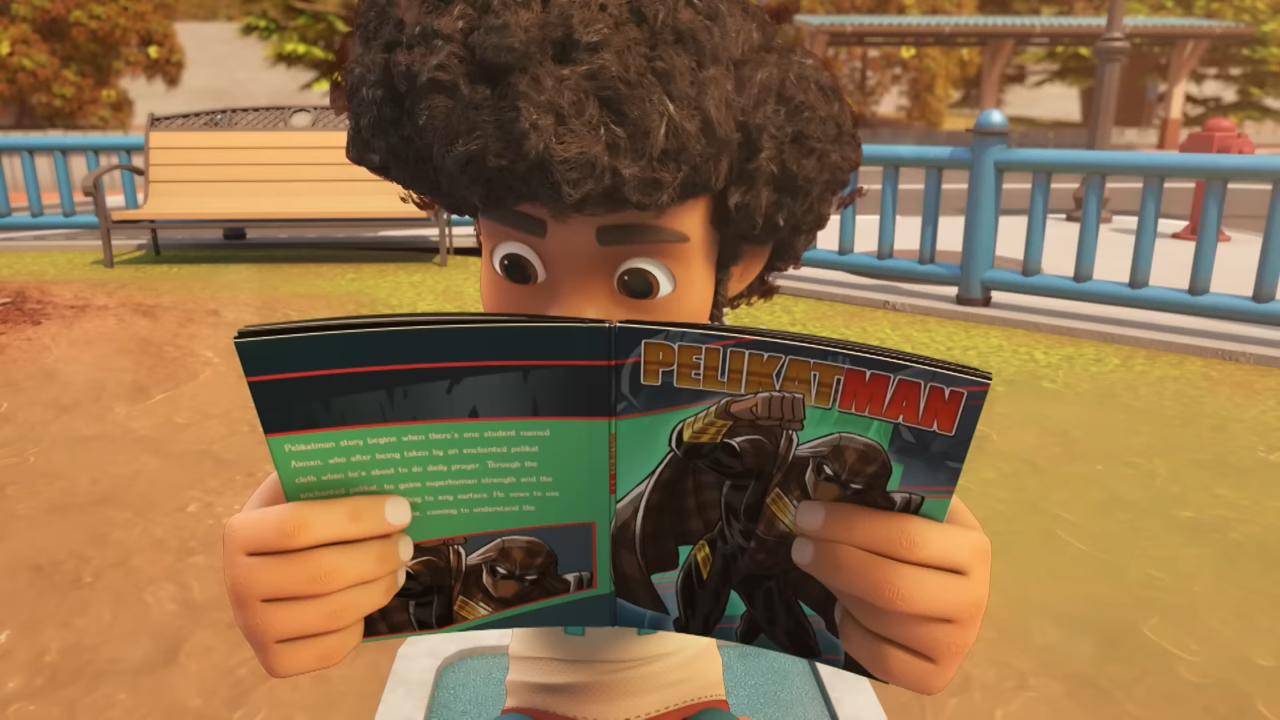 PELIKATMAN
Pelikatman story begins when there's one student named
Aiman, who after being taken by an enchanted pelikat
cloth when he's about to do daily prayer. Through the
enchanted pelikat, he gains superhuman strength and the
ing to any surface. He vows to use
coming to understand the